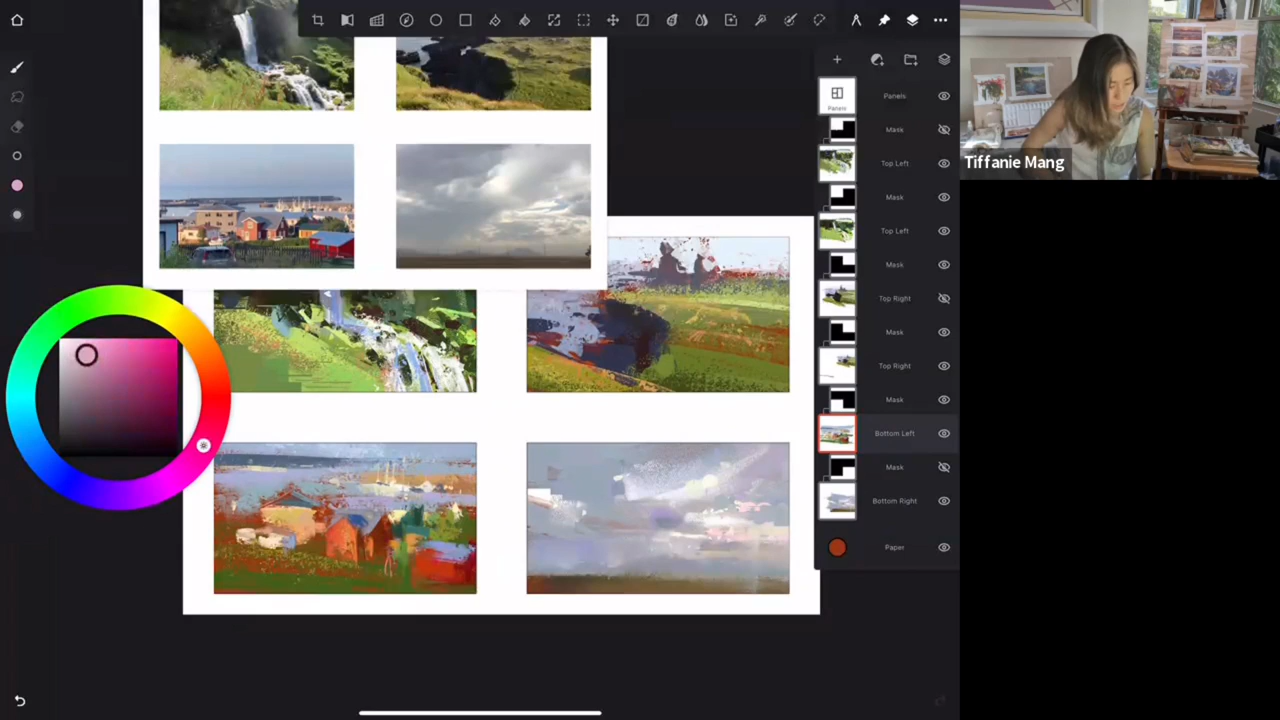 Panels
Panels
Mask
Top Left
Mask
Top Left
Mask
Top Right
Mask
Top Right
Mask
Bottom Left
Mask
Bottom Right
Paper
Tiffanie Mang